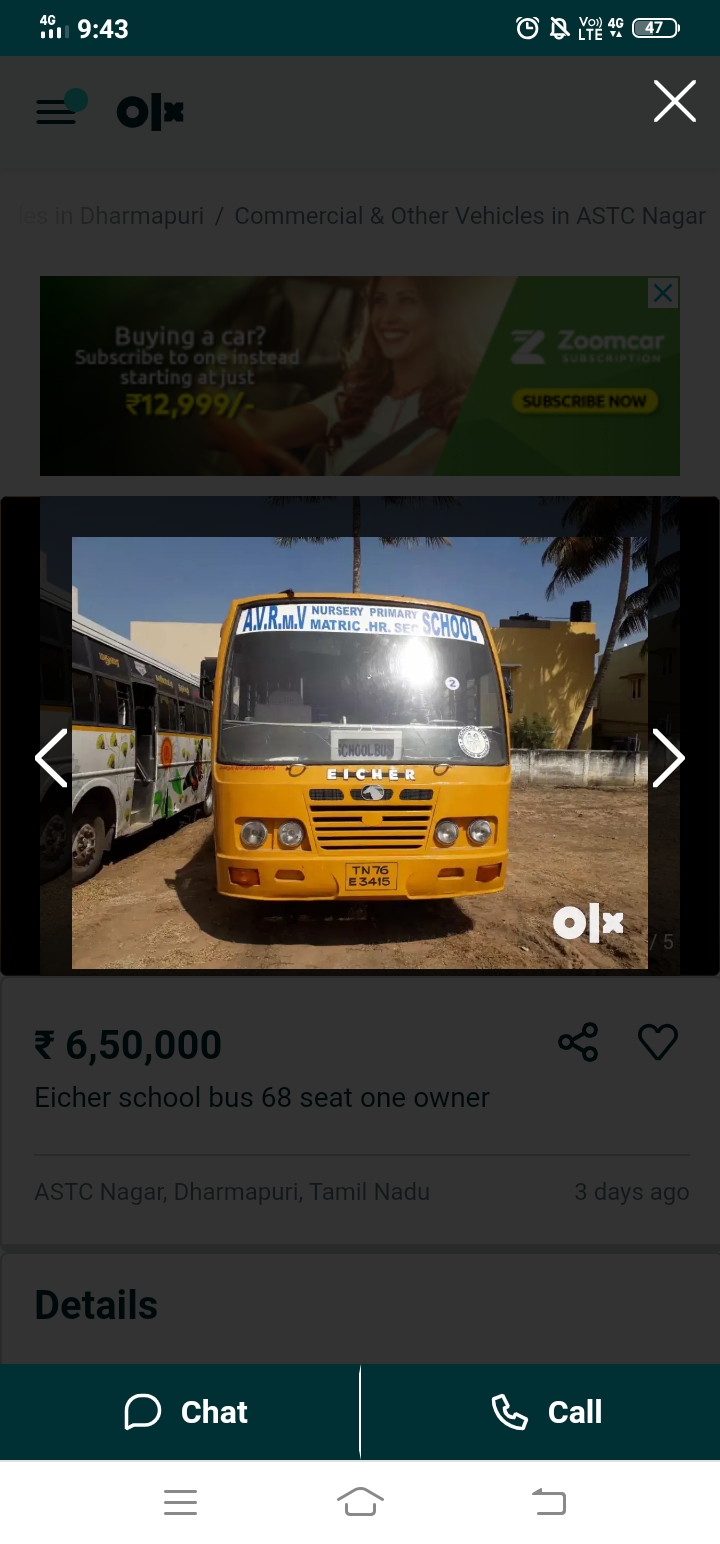 4G 9:43 Vo)) LTE 4G 47
olx
in Dharmapuri / Commercial & Other Vehicles in ASTC Nagar
Buying a car?
Subscribe to one instead
starting at just
₹12,999/-
Zoomcar
SUBSCRIPTION
SUBSCRIBE NOW
A.V.R.M.V NURSERY PRIMARY SCHOOL
MATRIC .HR. SEC
2
SCHOOL BUS
EICHER
TN 76
E 3415
olx
/ 5
₹ 6,50,000
Eicher school bus 68 seat one owner
ASTC Nagar, Dharmapuri, Tamil Nadu 3 days ago
Details
Chat Call